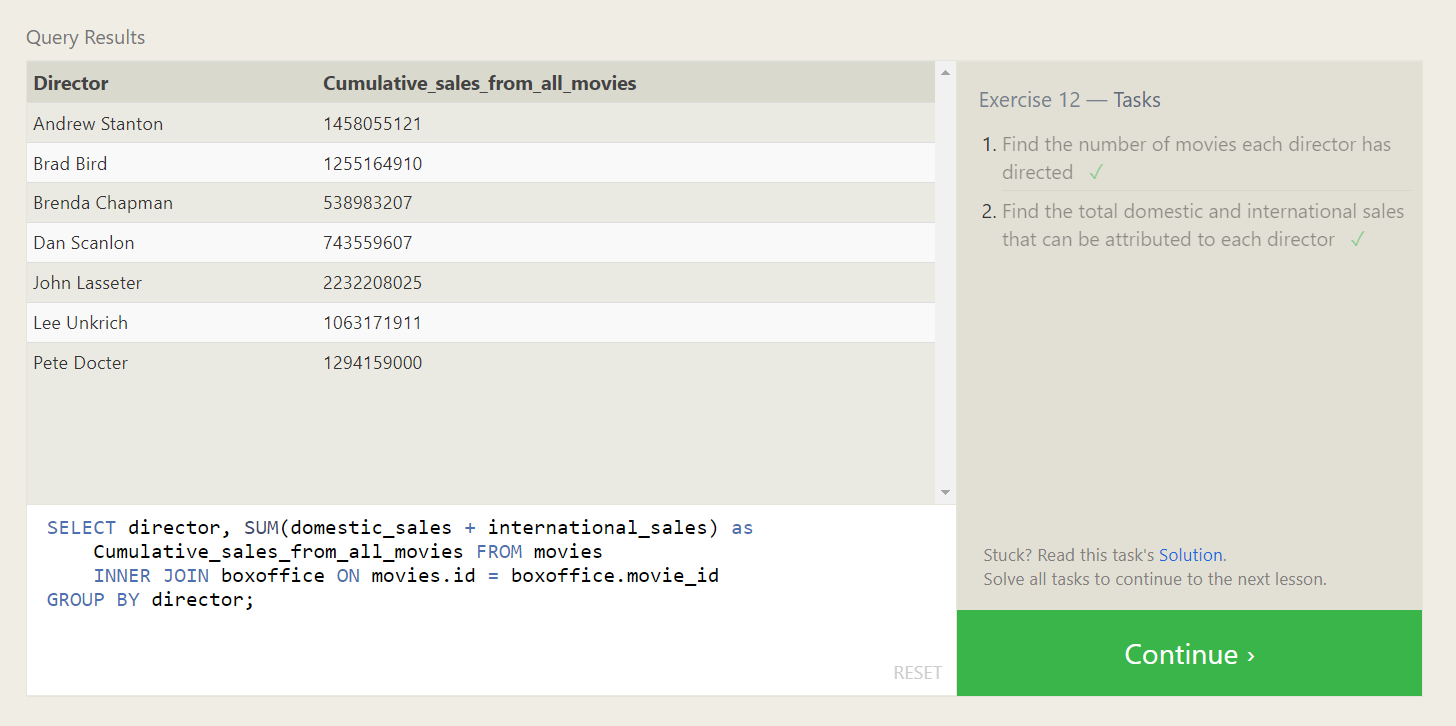 Query Results
Director Cumulative_sales_from_all_movies
Andrew Stanton 1458055121
Brad Bird 1255164910
Brenda Chapman 538983207
Dan Scanlon 743559607
John Lasseter 2232208025
Lee Unkrich 1063171911
Pete Docter 1294159000
SELECT director, SUM(domestic_sales + international_sales) as
Cumulative_sales_from_all_movies FROM movies
INNER JOIN boxoffice ON movies.id = boxoffice.movie_id
GROUP BY director;
RESET
Exercise 12 — Tasks
1. Find the number of movies each director has
directed ✓
2. Find the total domestic and international sales
that can be attributed to each director ✓
Stuck? Read this task's Solution.
Solve all tasks to continue to the next lesson.
Continue ›